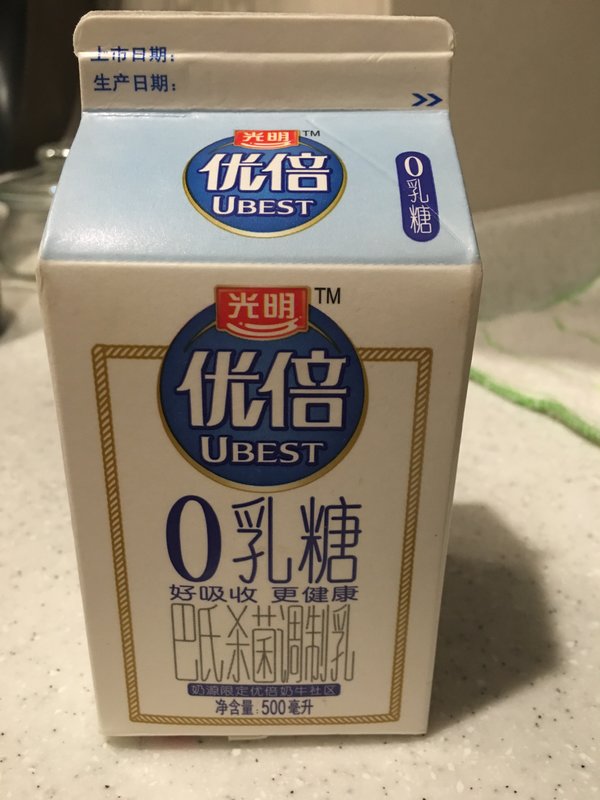 上市日期:
生产日期:
光明 TM
优倍
UBEST
0乳糖
光明 TM
优倍
UBEST
0乳糖
好吸收 更健康
巴氏杀菌调制乳
奶源限定优倍奶牛社区
净含量:500毫升